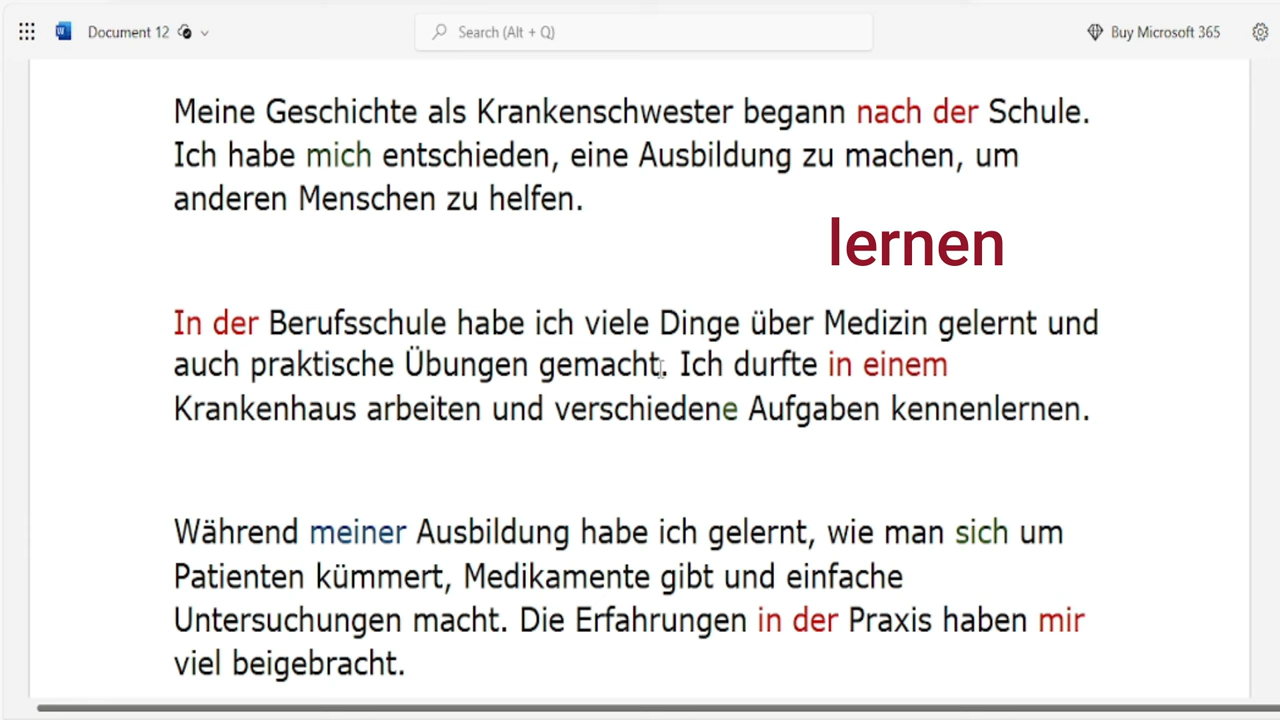 Document 12
Search (Alt + Q)
Buy Microsoft 365
Meine Geschichte als Krankenschwester begann nach der Schule.
Ich habe mich entschieden, eine Ausbildung zu machen, um
anderen Menschen zu helfen.
lernen
In der Berufsschule habe ich viele Dinge über Medizin gelernt und
auch praktische Übungen gemacht. Ich durfte in einem
Krankenhaus arbeiten und verschiedene Aufgaben kennenlernen.
Während meiner Ausbildung habe ich gelernt, wie man sich um
Patienten kümmert, Medikamente gibt und einfache
Untersuchungen macht. Die Erfahrungen in der Praxis haben mir
viel beigebracht.